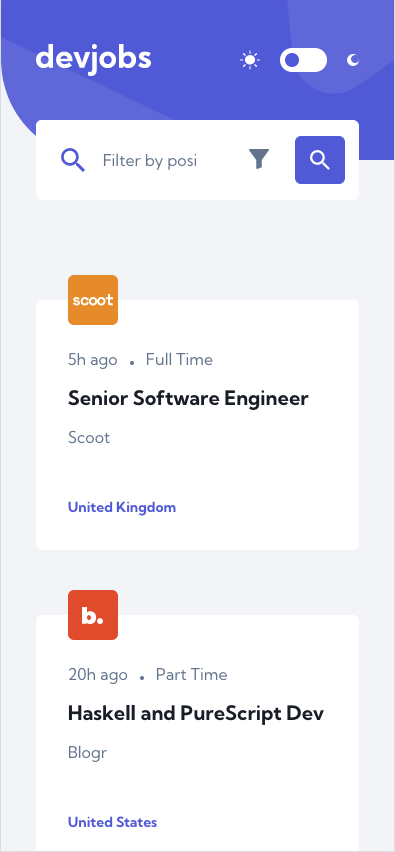 devjobs
Filter by posi
scoot
5h ago • Full Time
Senior Software Engineer
Scoot
United Kingdom
b.
20h ago • Part Time
Haskell and PureScript Dev
Blogr
United States